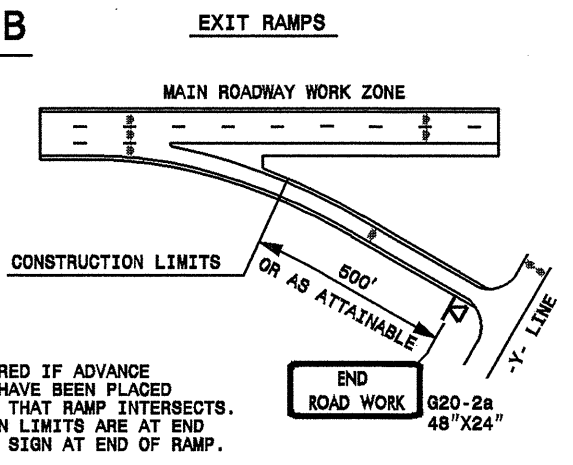 B
EXIT RAMPS
MAIN ROADWAY WORK ZONE
CONSTRUCTION LIMITS
500'
OR AS ATTAINABLE
-Y- LINE
END
ROAD WORK
G20-2a
48"X24"
RED IF ADVANCE
HAVE BEEN PLACED
THAT RAMP INTERSECTS.
N LIMITS ARE AT END
SIGN AT END OF RAMP.